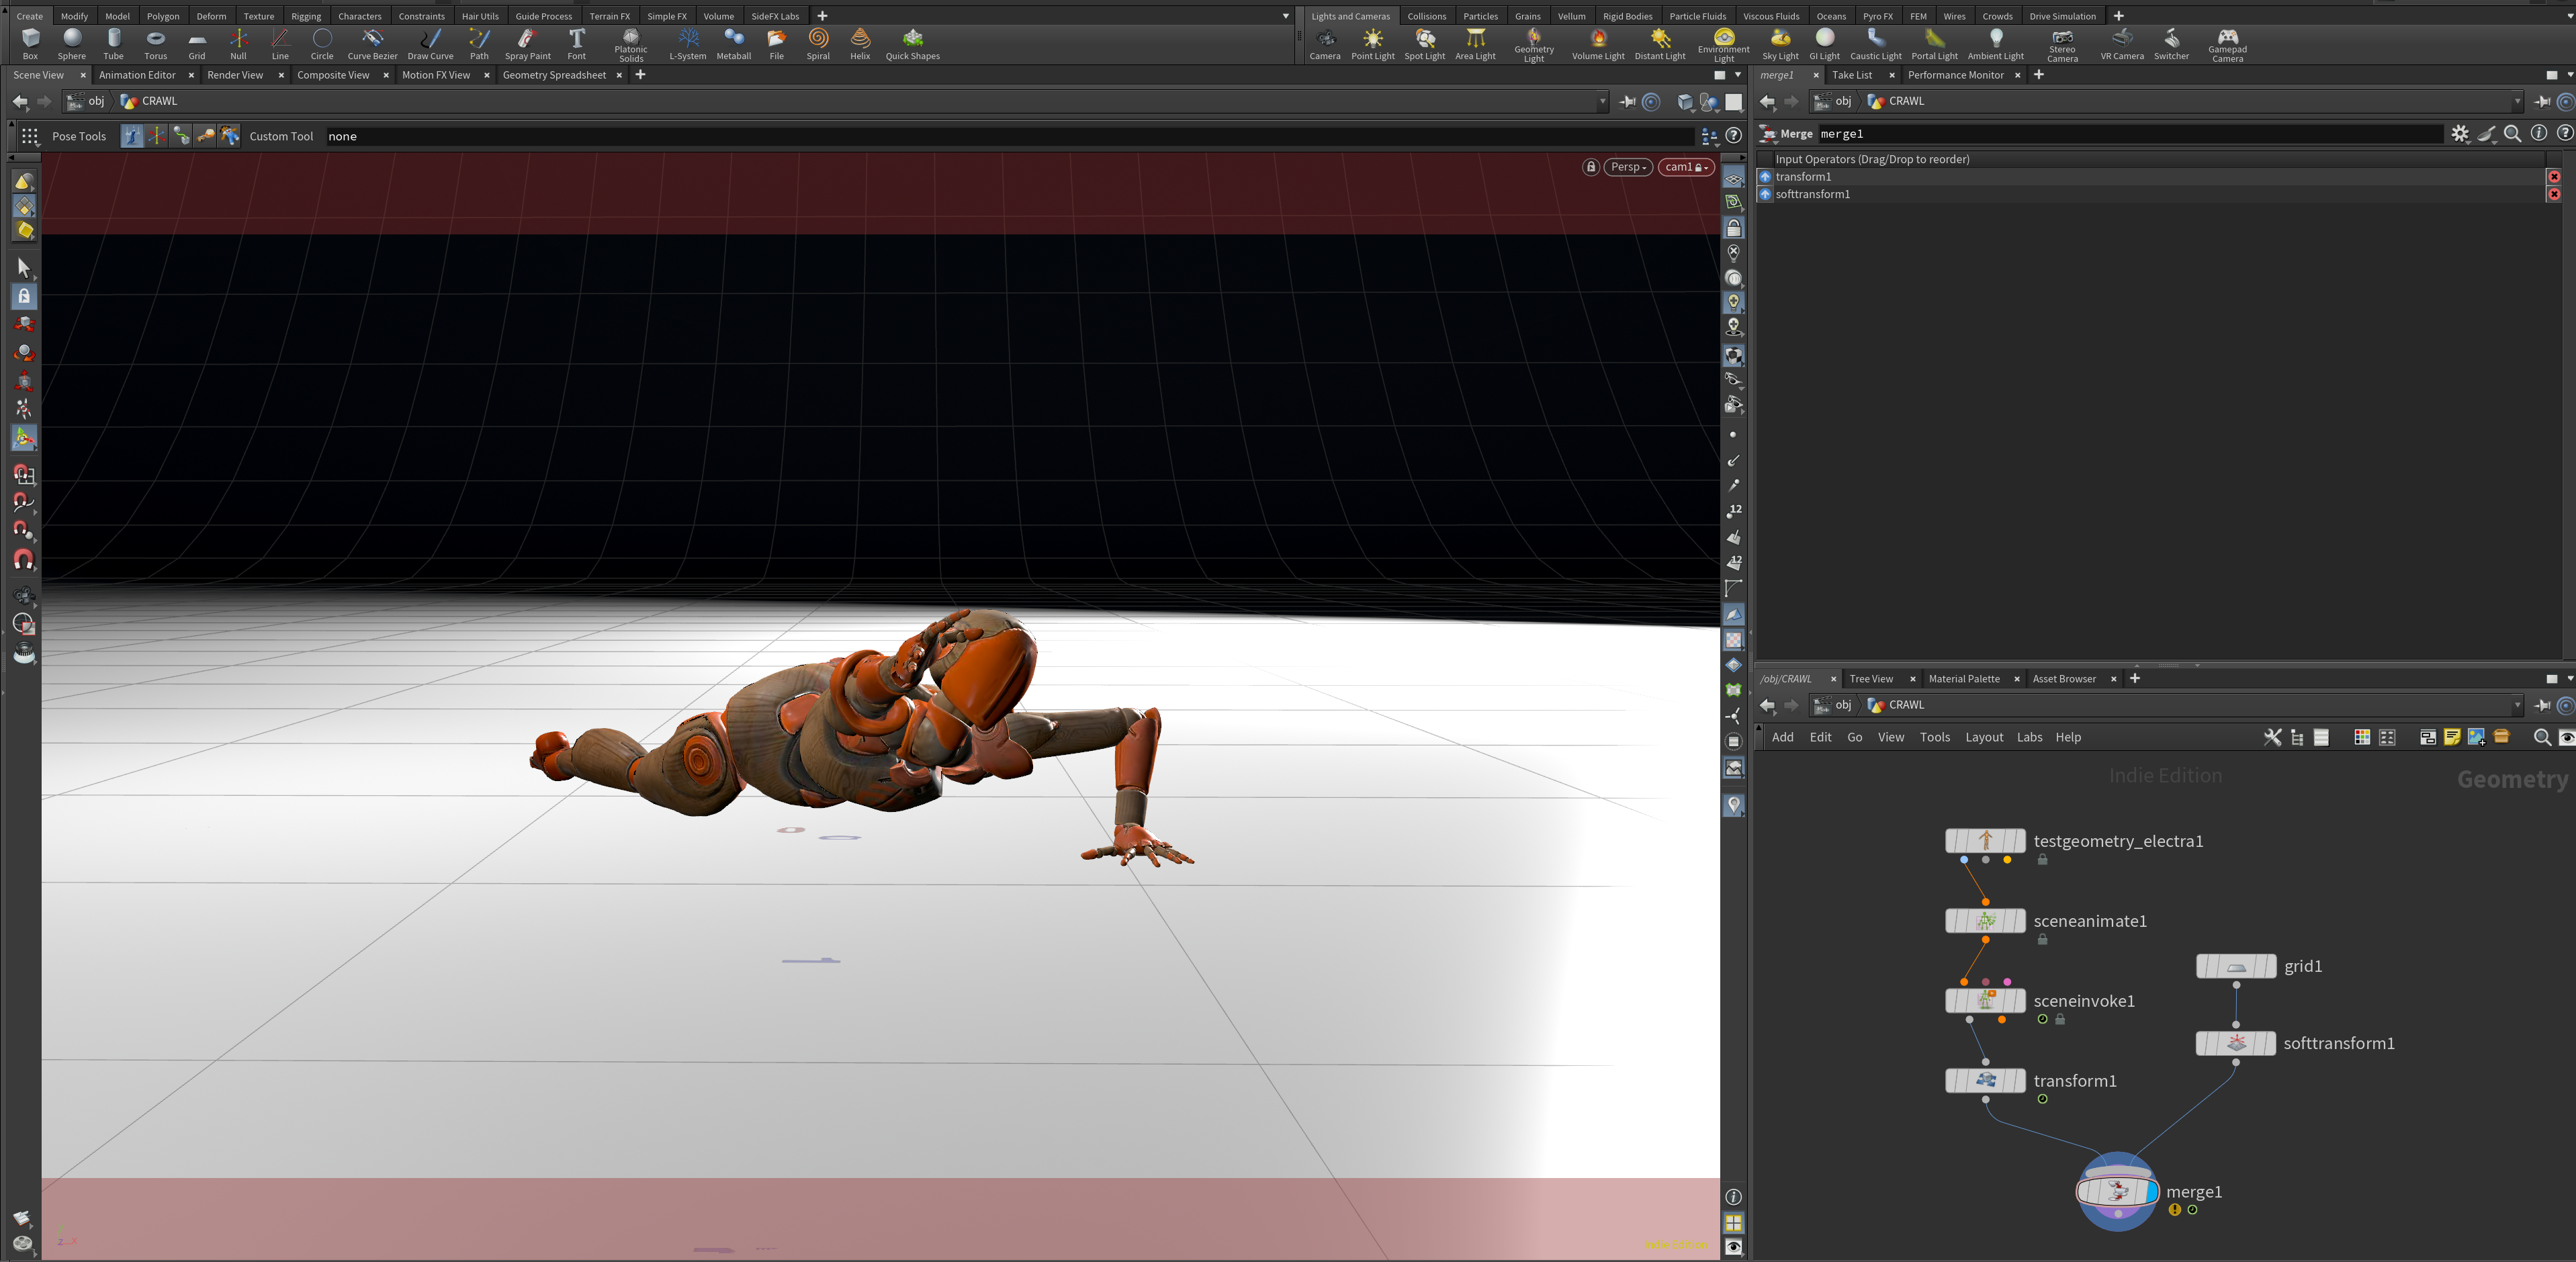 Create Modify Model Polygon Deform Texture Rigging Characters Constraints Hair Utils Guide Process Terrain FX Simple FX Volume SideFX Labs
Box Sphere Tube Torus Grid Null Line Circle Curve Bezier Draw Curve Path Spray Paint Font Platonic Solids L-System Metaball File Spiral Helix Quick Shapes
Lights and Cameras Collisions Particles Grains Vellum Rigid Bodies Particle Fluids Viscous Fluids Oceans Pyro FX FEM Wires Crowds Drive Simulation
Camera Point Light Spot Light Area Light Geometry Light Volume Light Distant Light Environment Light Sky Light GI Light Caustic Light Portal Light Ambient Light Stereo Camera VR Camera Switcher Gamepad Camera
Scene View Animation Editor Render View Composite View Motion FX View Geometry Spreadsheet
obj CRAWL
Pose Tools Custom Tool none
Persp cam1
12
12
Indie Edition
z x
merge1 Take List Performance Monitor
obj CRAWL
Merge merge1
Input Operators (Drag/Drop to reorder)
transform1
softtransform1
/obj/CRAWL Tree View Material Palette Asset Browser
obj CRAWL
Add Edit Go View Tools Layout Labs Help
Indie Edition
Geometry
testgeometry_electra1
sceneanimate1
grid1
sceneinvoke1
softtransform1
transform1
merge1